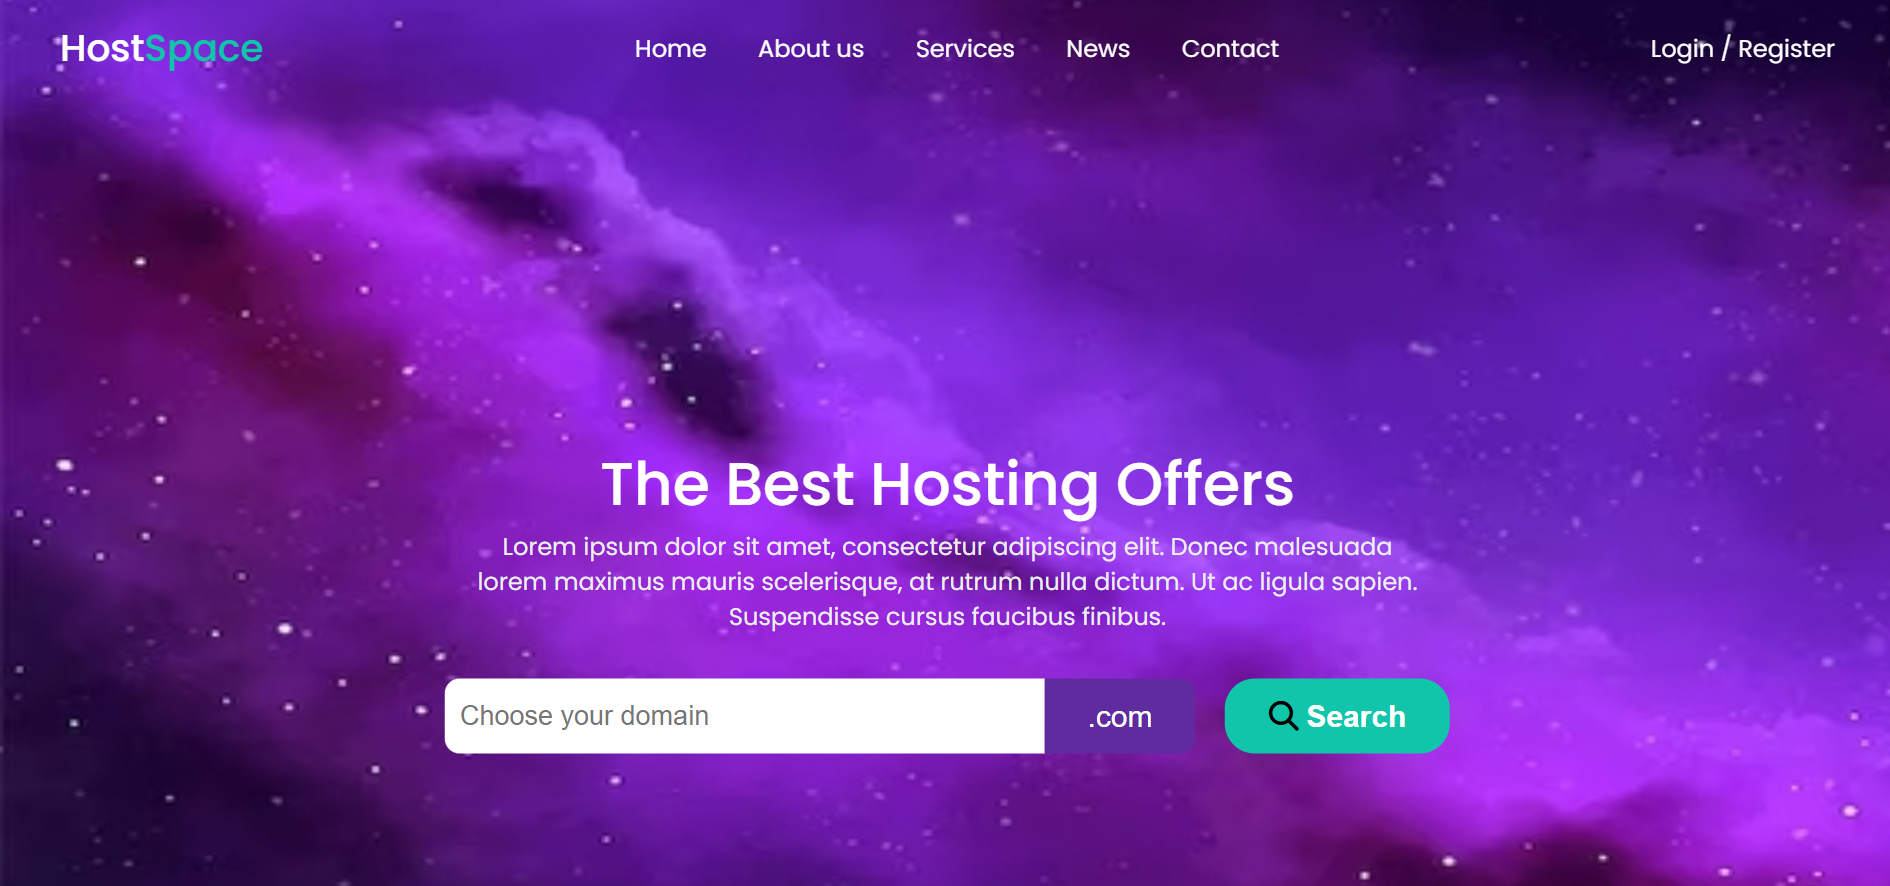 HostSpace
Home About us Services News Contact
Login / Register
The Best Hosting Offers
Lorem ipsum dolor sit amet, consectetur adipiscing elit. Donec malesuada
lorem maximus mauris scelerisque, at rutrum nulla dictum. Ut ac ligula sapien.
Suspendisse cursus faucibus finibus.
Choose your domain
.com
Search